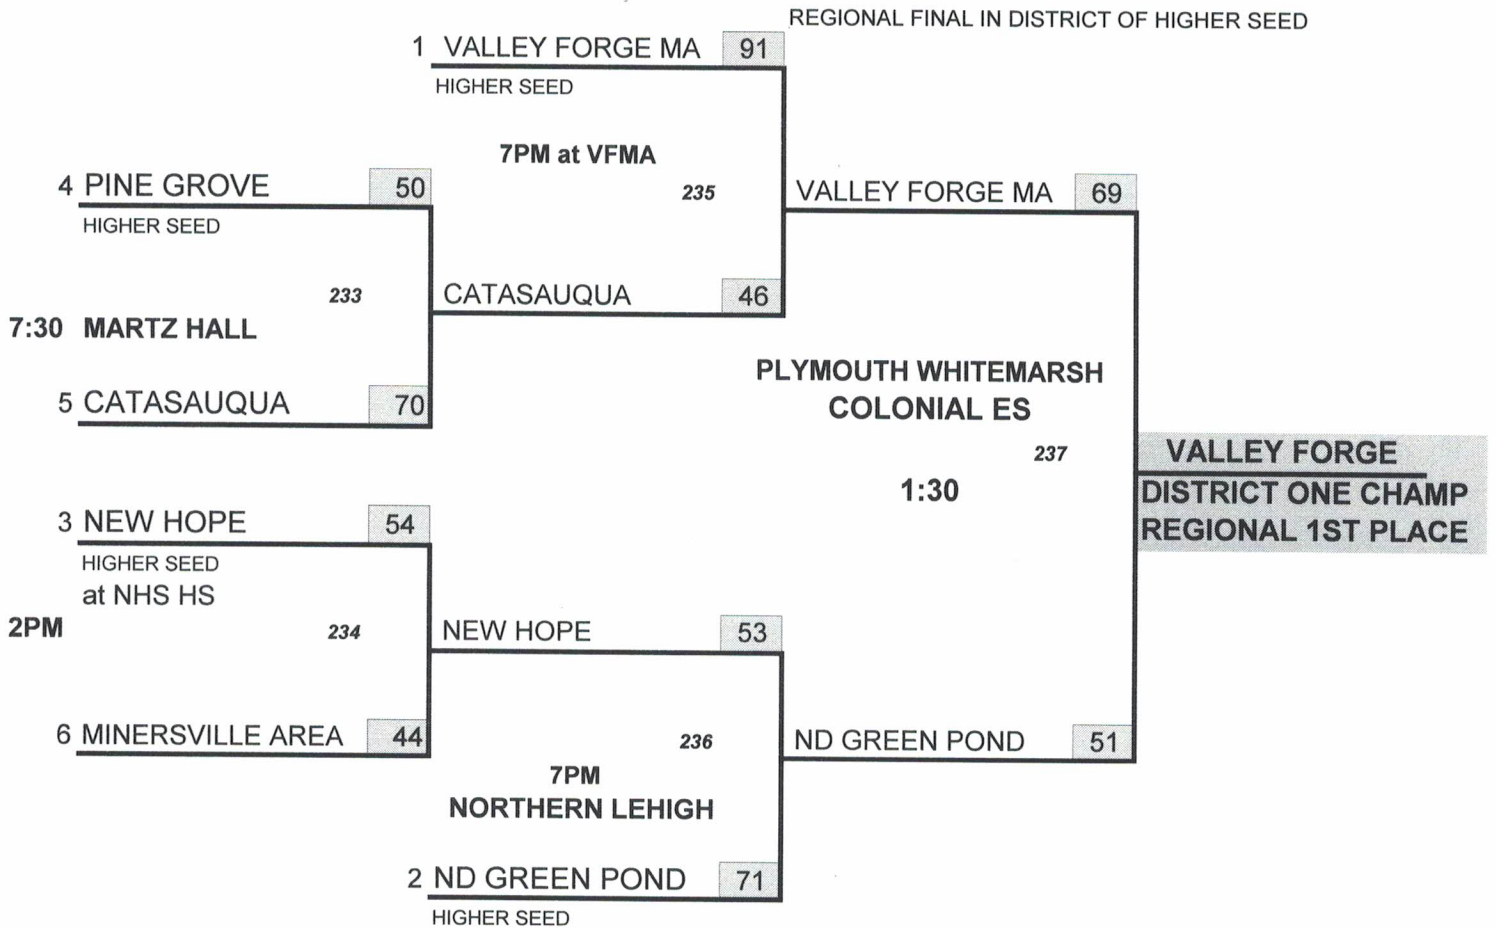 REGIONAL FINAL IN DISTRICT OF HIGHER SEED
1 VALLEY FORGE MA 91
HIGHER SEED
7PM at VFMA
235
4 PINE GROVE 50
HIGHER SEED
VALLEY FORGE MA 69
233
CATASAUQUA 46
7:30 MARTZ HALL
5 CATASAUQUA 70
PLYMOUTH WHITEMARSH
COLONIAL ES
237
1:30
VALLEY FORGE
DISTRICT ONE CHAMP
REGIONAL 1ST PLACE
3 NEW HOPE 54
HIGHER SEED
at NHS HS
2PM
234
NEW HOPE 53
6 MINERSVILLE AREA 44
236
ND GREEN POND 51
7PM
NORTHERN LEHIGH
2 ND GREEN POND 71
HIGHER SEED